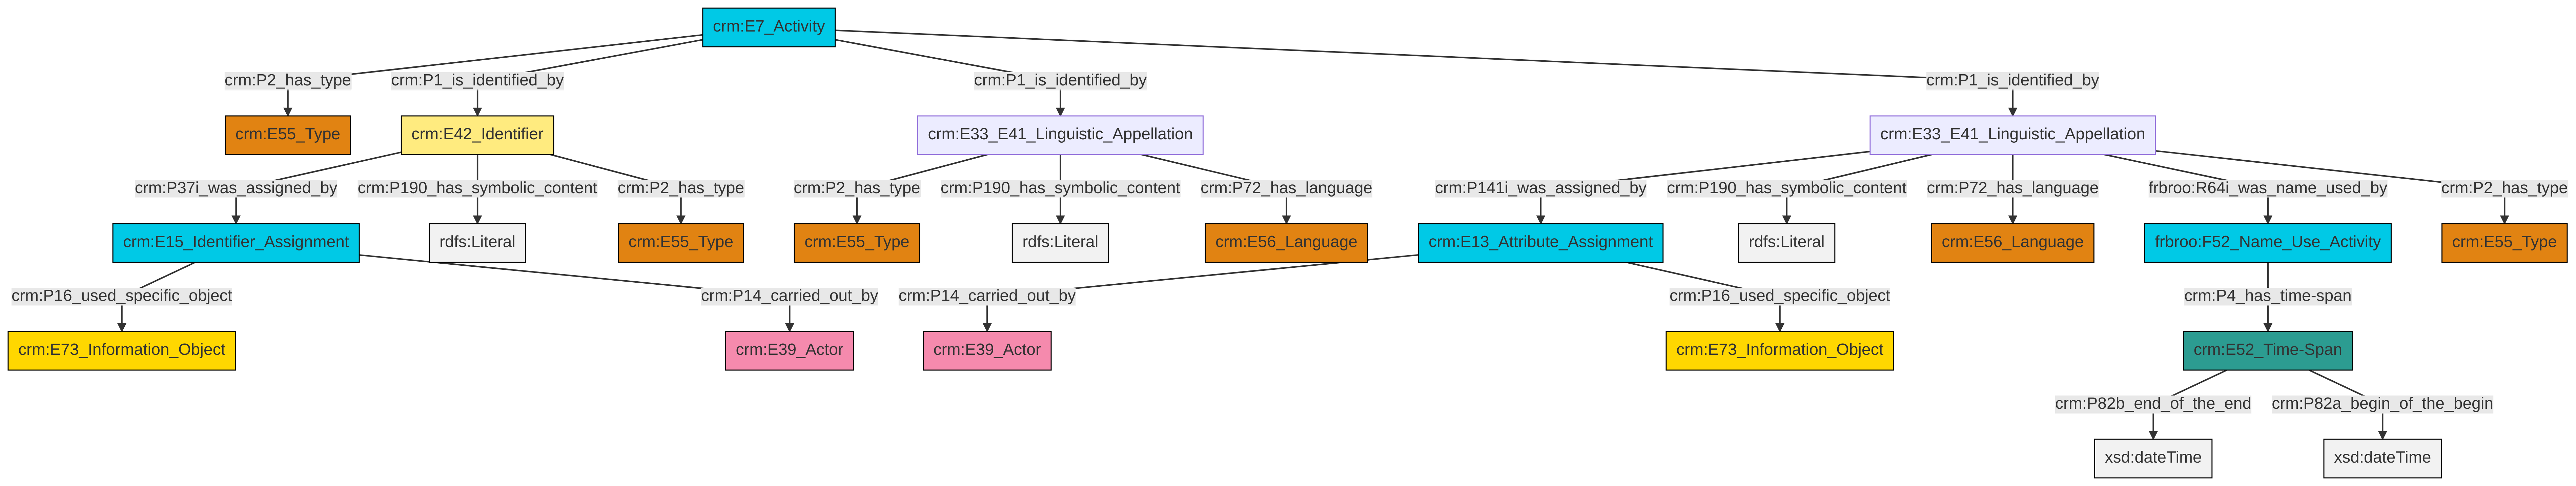 crm:E7_Activity
crm:P2_has_type
crm:P1_is_identified_by
crm:P1_is_identified_by
crm:P1_is_identified_by
crm:E55_Type
crm:E42_Identifier
crm:E33_E41_Linguistic_Appellation
crm:E33_E41_Linguistic_Appellation
crm:P37i_was_assigned_by
crm:P190_has_symbolic_content
crm:P2_has_type
crm:P2_has_type
crm:P190_has_symbolic_content
crm:P72_has_language
crm:P141i_was_assigned_by
crm:P190_has_symbolic_content
crm:P72_has_language
frbroo:R64i_was_name_used_by
crm:P2_has_type
crm:E15_Identifier_Assignment
rdfs:Literal
crm:E55_Type
crm:E55_Type
rdfs:Literal
crm:E56_Language
crm:E13_Attribute_Assignment
rdfs:Literal
crm:E56_Language
frbroo:F52_Name_Use_Activity
crm:E55_Type
crm:P16_used_specific_object
crm:P14_carried_out_by
crm:P14_carried_out_by
crm:P16_used_specific_object
crm:P4_has_time-span
crm:E73_Information_Object
crm:E39_Actor
crm:E39_Actor
crm:E73_Information_Object
crm:E52_Time-Span
crm:P82b_end_of_the_end
crm:P82a_begin_of_the_begin
xsd:dateTime
xsd:dateTime